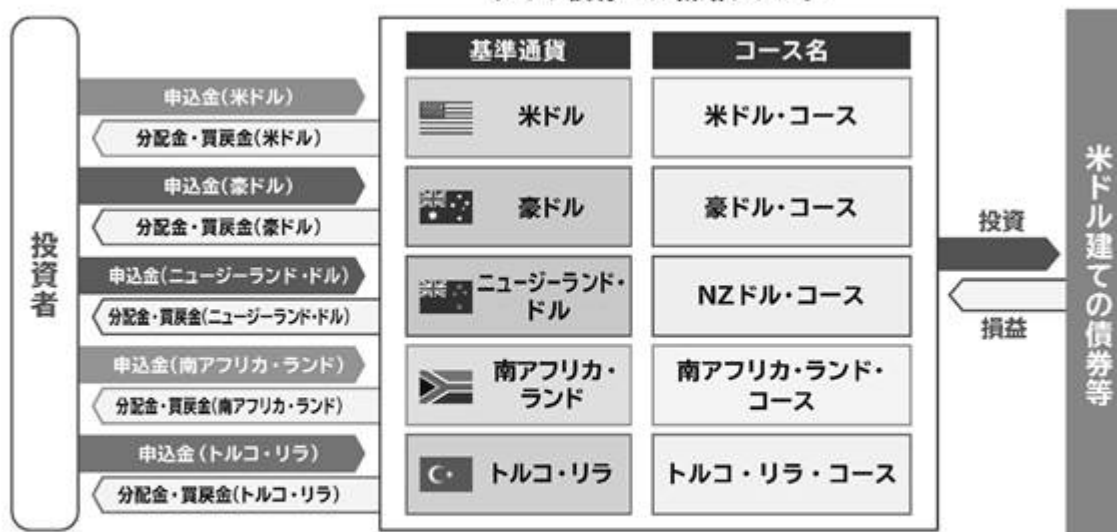 投資者
申込金(米ドル)
分配金・買戻金(米ドル)
申込金(豪ドル)
分配金・買戻金(豪ドル)
申込金(ニュージーランド・ドル)
分配金・買戻金(ニュージーランド・ドル)
申込金(南アフリカ・ランド)
分配金・買戻金(南アフリカ・ランド)
申込金(トルコ・リラ)
分配金・買戻金(トルコ・リラ)
基準通貨
コース名
米ドル
米ドル・コース
豪ドル
豪ドル・コース
ニュージーランド・
ドル
NZドル・コース
南アフリカ・
ランド
南アフリカ・ランド・
コース
トルコ・リラ
トルコ・リラ・コース
投資
損益
米ドル建ての債券等